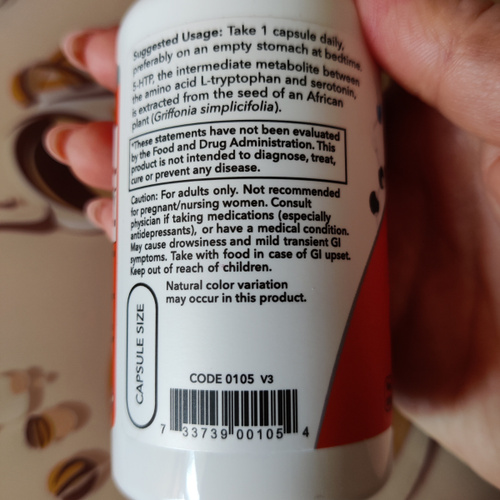 Suggested Usage: Take 1 capsule daily,
preferably on an empty stomach at bedtime.
5-HTP, the intermediate metabolite between
the amino acid L-tryptophan and serotonin,
is extracted from the seed of an African
plant (Griffonia simplicifolia).
*These statements have not been evaluated
by the Food and Drug Administration. This
product is not intended to diagnose, treat,
cure or prevent any disease.
Caution: For adults only. Not recommended
for pregnant/nursing women. Consult
physician if taking medications (especially
antidepressants), or have a medical condition.
May cause drowsiness and mild transient GI
symptoms. Take with food in case of GI upset.
Keep out of reach of children.
Natural color variation
may occur in this product.
CAPSULE SIZE
CODE 0105 V3
7 33739 00105 4